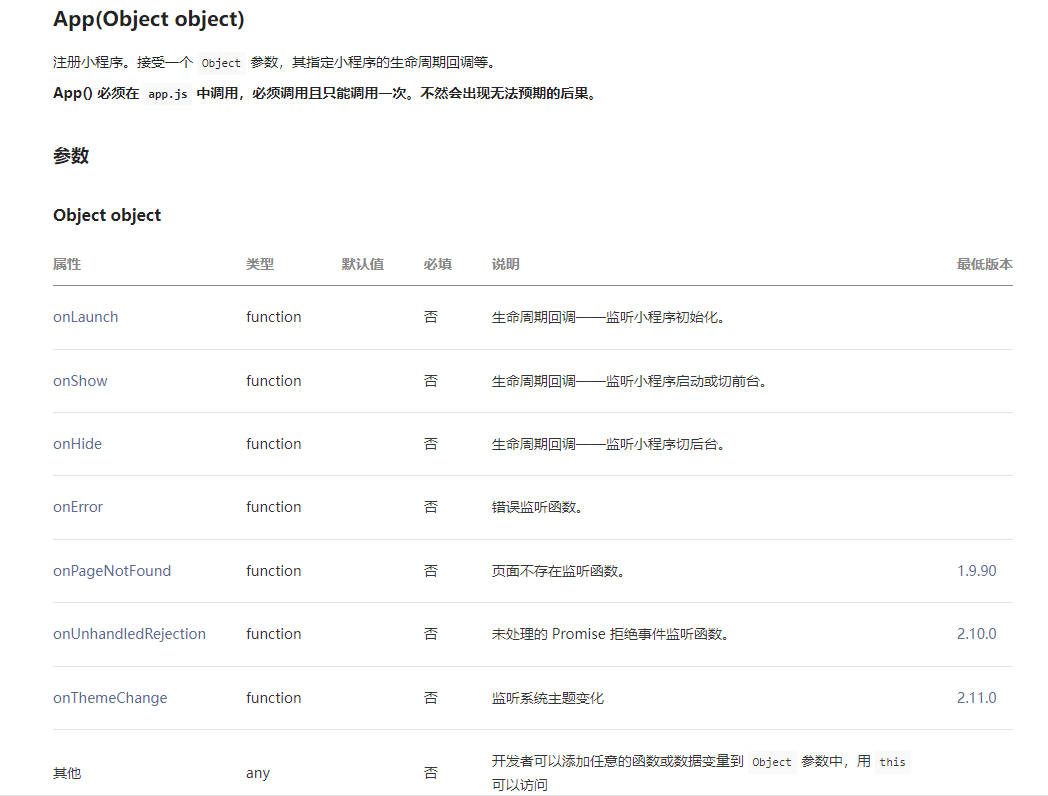 App(Object object)
注册小程序。接受一个 Object 参数，其指定小程序的生命周期回调等。
App() 必须在 app.js 中调用，必须调用且只能调用一次。不然会出现无法预期的后果。
参数
Object object
属性 类型 默认值 必填 说明 最低版本
onLaunch function 否 生命周期回调——监听小程序初始化。
onShow function 否 生命周期回调——监听小程序启动或切前台。
onHide function 否 生命周期回调——监听小程序切后台。
onError function 否 错误监听函数。
onPageNotFound function 否 页面不存在监听函数。 1.9.90
onUnhandledRejection function 否 未处理的 Promise 拒绝事件监听函数。 2.10.0
onThemeChange function 否 监听系统主题变化 2.11.0
其他 any 否 开发者可以添加任意的函数或数据变量到 Object 参数中，用 this
可以访问